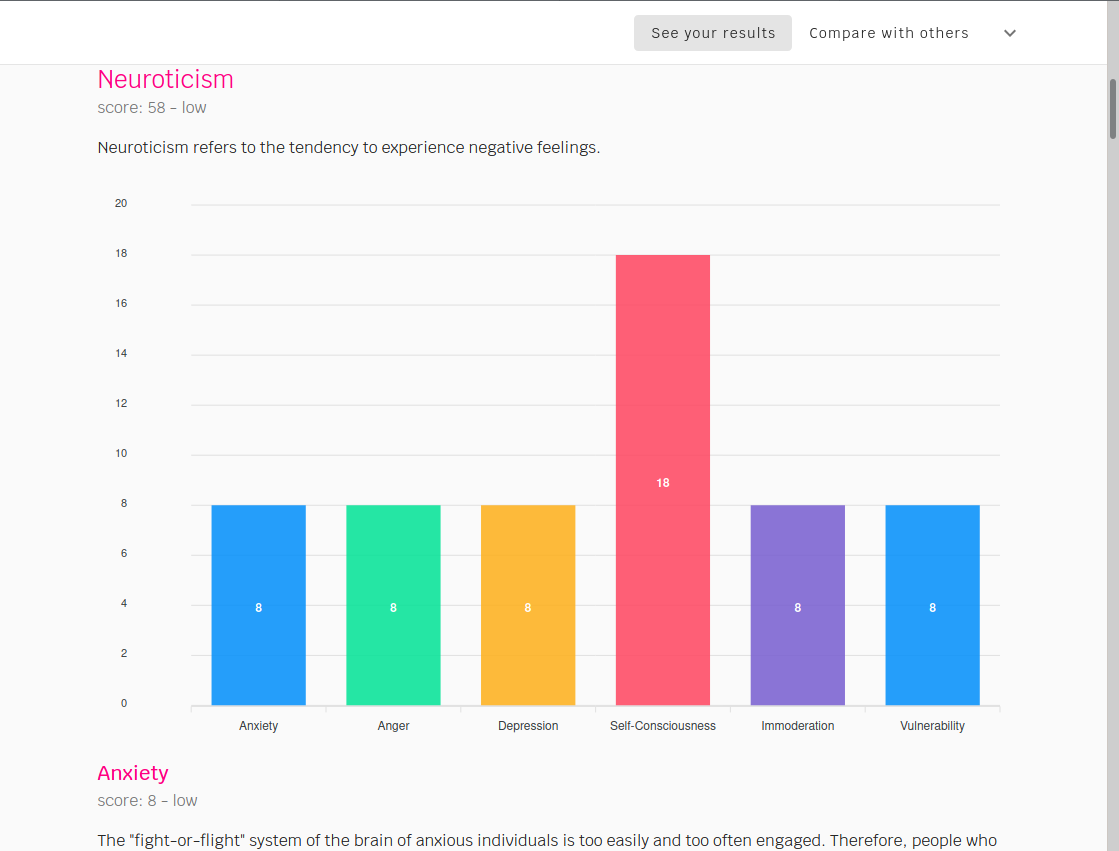 See your results Compare with others
Neuroticism
score: 58 - low
Neuroticism refers to the tendency to experience negative feelings.
20
18
16
14
12
10
8
6
4
2
0
8 8 8 18 8 8
Anxiety Anger Depression Self-Consciousness Immoderation Vulnerability
Anxiety
score: 8 - low
The "fight-or-flight" system of the brain of anxious individuals is too easily and too often engaged. Therefore, people who